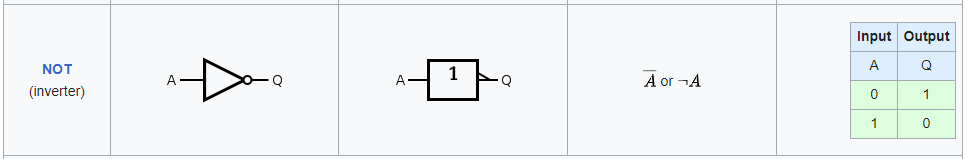 NOT
(inverter)
A Q
A 1 Q
A̅ or ¬A
Input Output
A Q
0 1
1 0